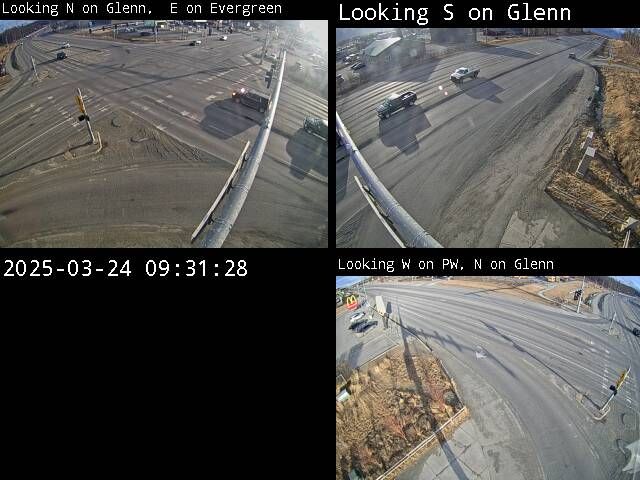 Looking N on Glenn,  E on Evergreen
Looking S on Glenn
2025-03-24 09:31:28
Looking W on PW, N on Glenn